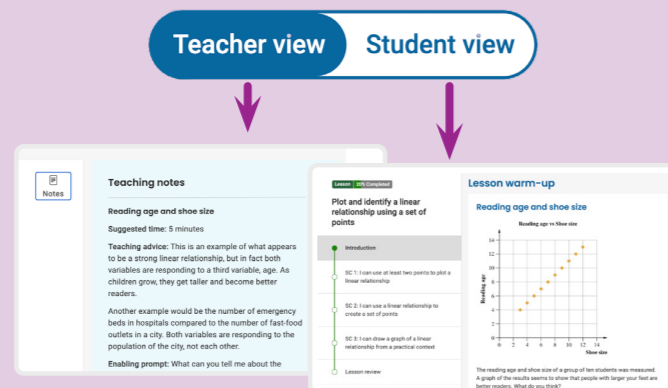 Teacher view
Student view
Notes
Teaching notes
Reading age and shoe size
Suggested time: 5 minutes
Teaching advice: This is an example of what appears
to be a strong linear relationship, but in fact both
variables are responding to a third variable, age. As
children grow, they get taller and become better
readers.
Another example would be the number of emergency
beds in hospitals compared to the number of fast-food
outlets in a city. Both variables are responding to the
population of the city, not each other.
Enabling prompt: What can you tell me about the
Lesson
Completed
Plot and identify a linear
relationship using a set of
points
Introduction
SC 1: I can use at least two points to plot a
linear relationship
SC 2: I can use a linear relationship to
create a set of points
SC 3: I can draw a graph of a linear
relationship from a practical context
Lesson review
Lesson warm-up
Reading age and shoe size
Reading age vs Shoe size
Reading age
14
12
10
8
6
4
2
0
0 2 4 6 8 10 12 14
Shoe size
The reading age and shoe size of a group of ten students was measured.
A graph of the results seems to show that people with larger your feet are
better readers. What do you think?